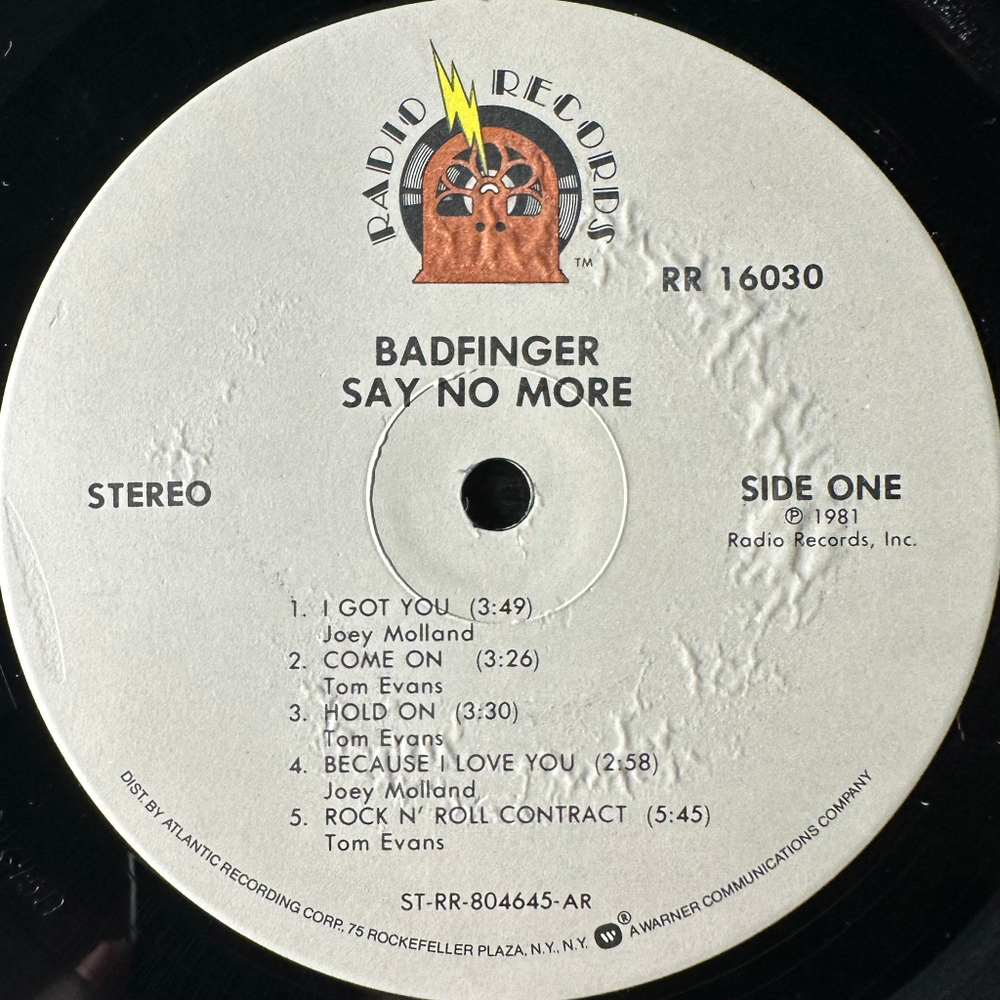 RADIO RECORDS
TM
RR 16030
BADFINGER
SAY NO MORE
STEREO
SIDE ONE
℗ 1981
Radio Records, Inc.
1. I GOT YOU (3:49)
Joey Molland
2. COME ON (3:26)
Tom Evans
3. HOLD ON (3:30)
Tom Evans
4. BECAUSE I LOVE YOU (2:58)
Joey Molland
5. ROCK N' ROLL CONTRACT (5:45)
Tom Evans
ST-RR-804645-AR
DIST. BY ATLANTIC RECORDING CORP., 75 ROCKEFELLER PLAZA, N.Y., N.Y. W® A WARNER COMMUNICATIONS COMPANY